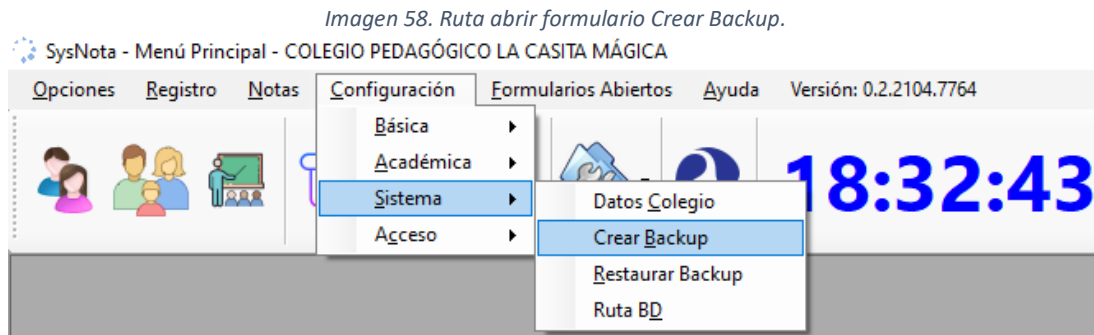 Imagen 58. Ruta abrir formulario Crear Backup.
SysNota - Menú Principal - COLEGIO PEDAGÓGICO LA CASITA MÁGICA
Opciones Registro Notas Configuración Formularios Abiertos Ayuda Versión: 0.2.2104.7764
Básica
Académica
Sistema
Acceso
18:32:43
Datos Colegio
Crear Backup
Restaurar Backup
Ruta BD